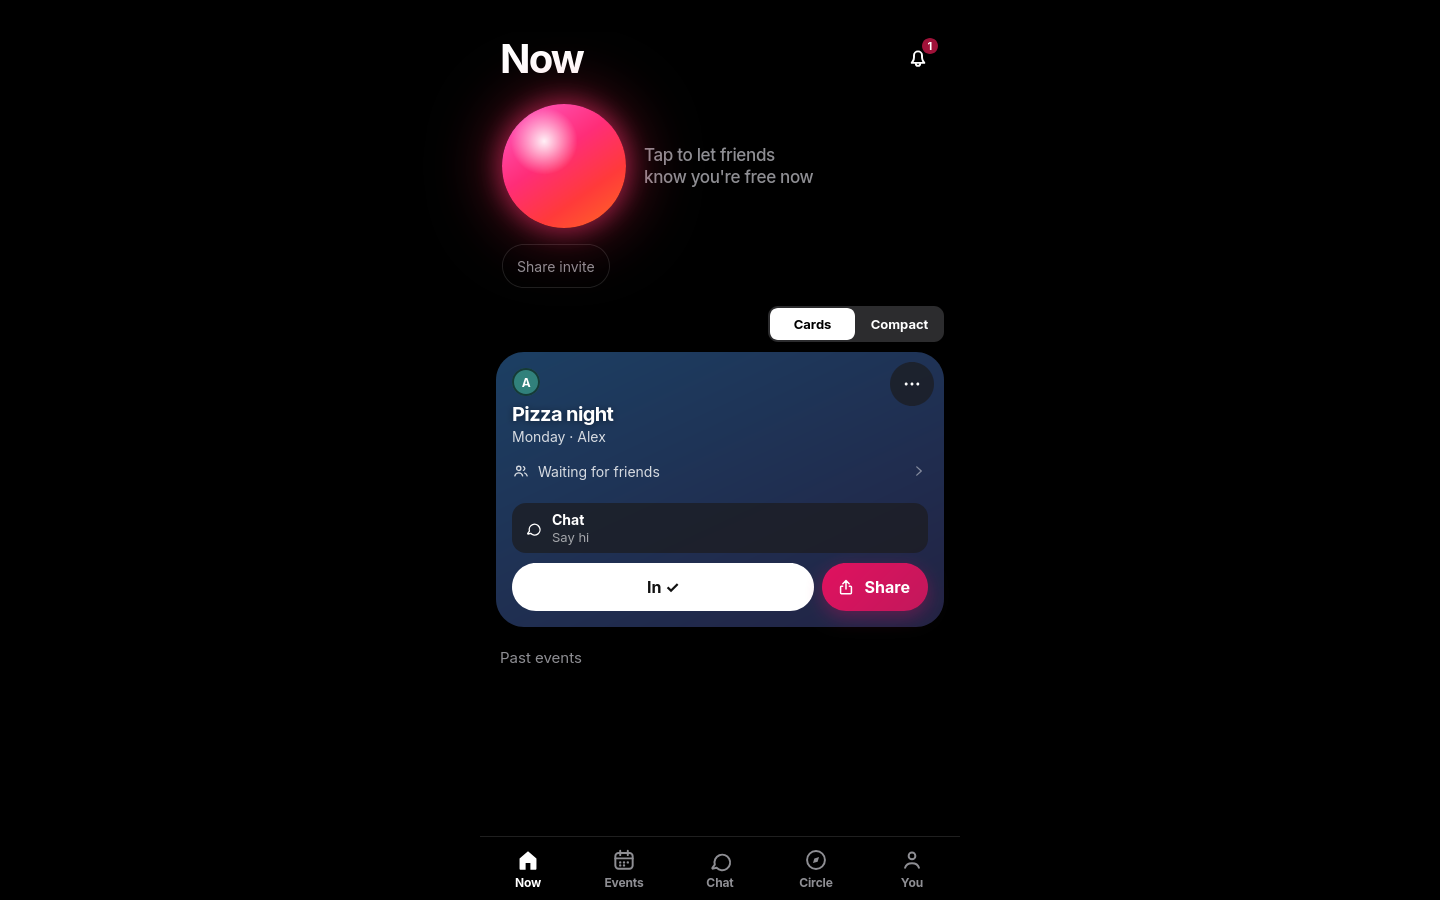 Now
1
Tap to let friends
know you're free now
Share invite
Cards
Compact
A
Pizza night
Monday · Alex
Waiting for friends
Chat
Say hi
In ✓
Share
Past events
Now
Events
Chat
Circle
You